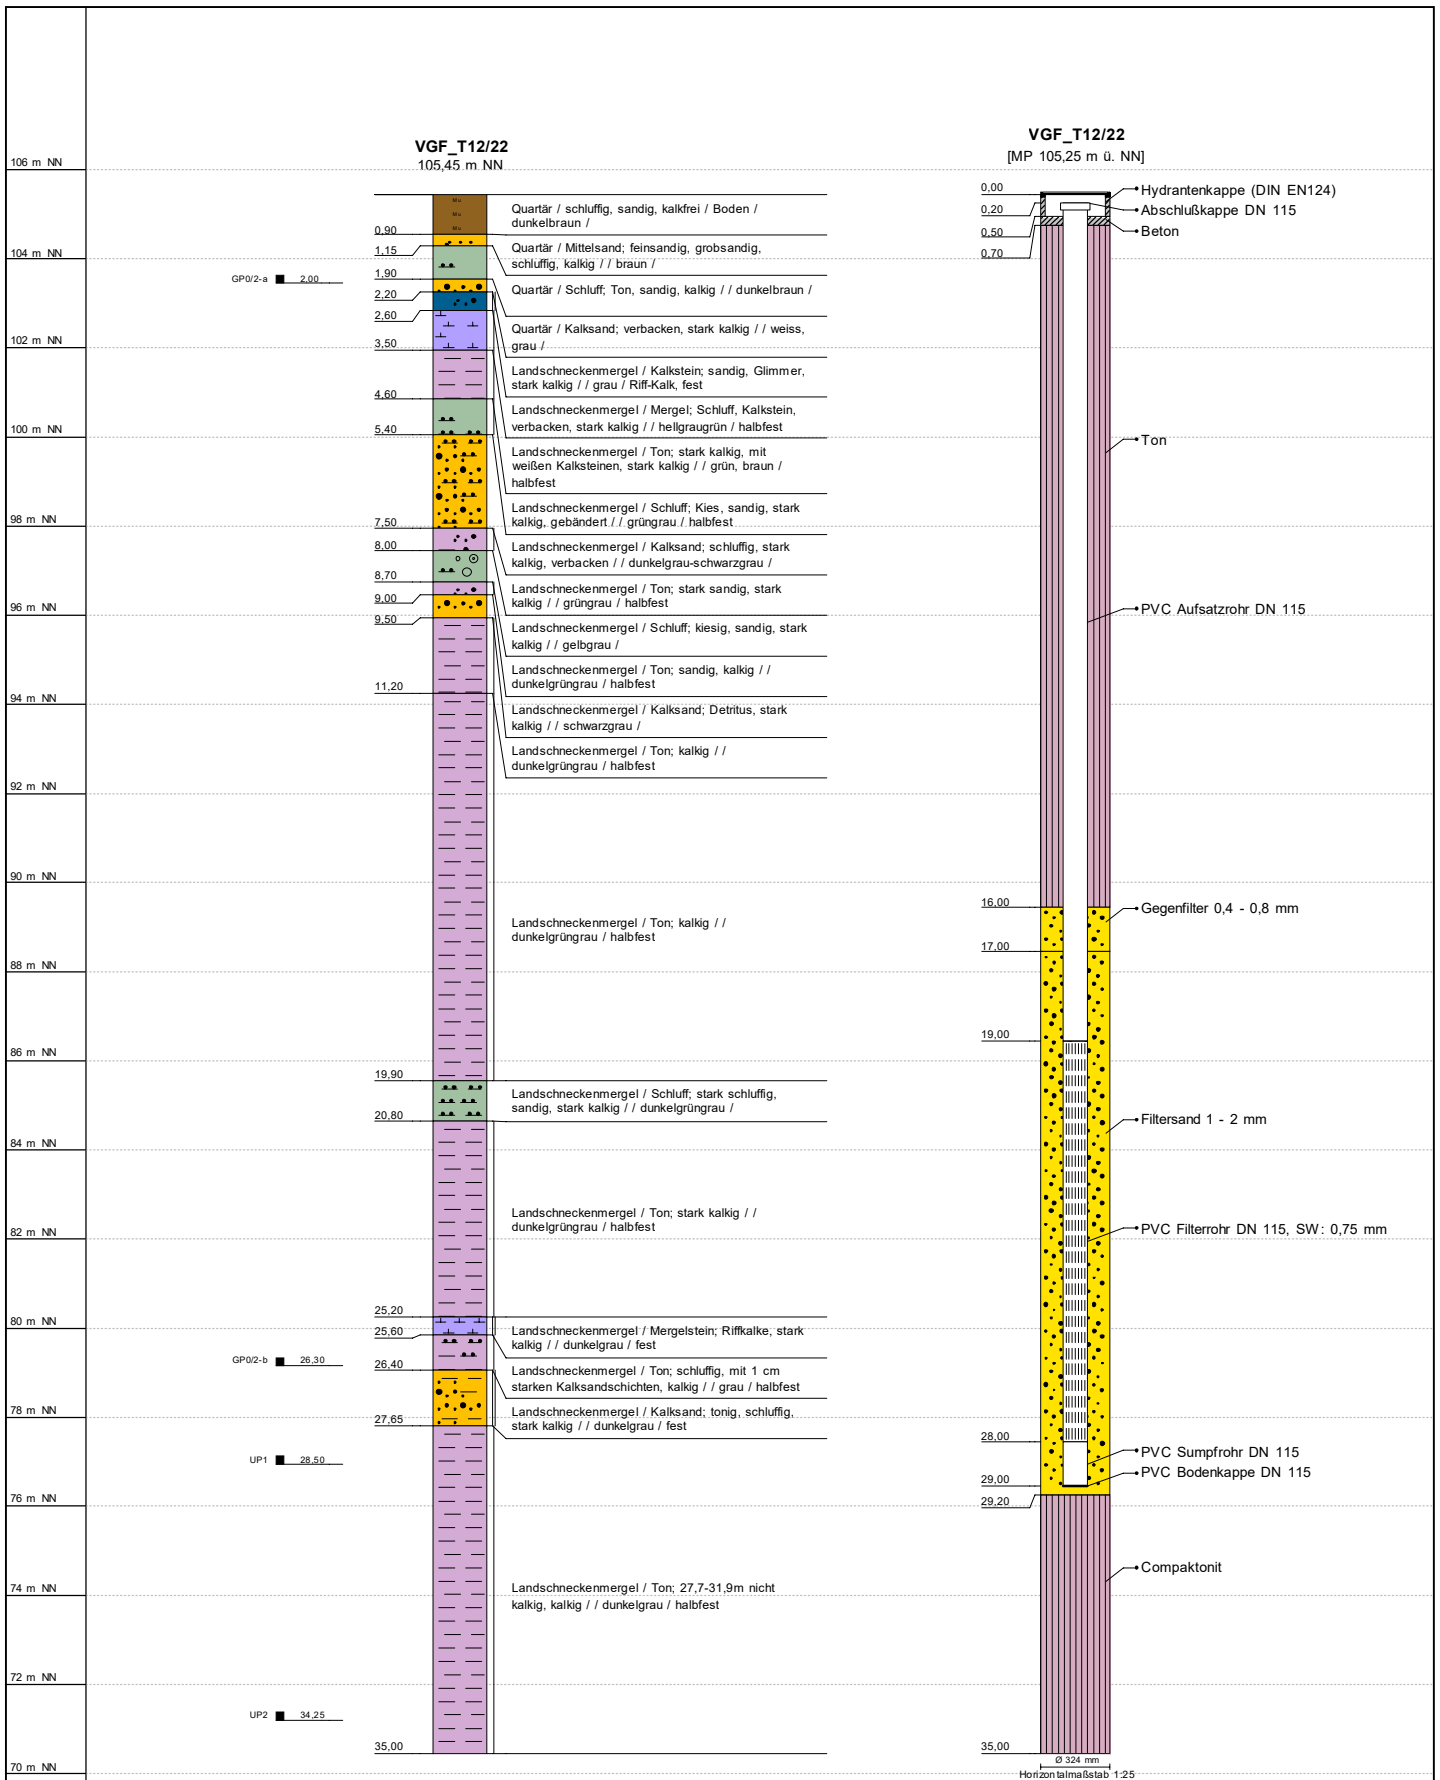 106 m NN
104 m NN
102 m NN
100 m NN
98 m NN
96 m NN
94 m NN
92 m NN
90 m NN
88 m NN
86 m NN
84 m NN
82 m NN
80 m NN
78 m NN
76 m NN
74 m NN
72 m NN
70 m NN
GP0/2-a 2,00
GP0/2-b 26,30
UP1 28,50
UP2 34,25
VGF_T12/22
105,45 m NN
0,90
1,15
1,90
2,20
2,60
3,50
4,60
5,40
7,50
8,00
8,70
9,00
9,50
11,20
19,90
20,80
25,20
25,60
26,40
27,65
35,00
Mu
Mu
Mu
Quartär / schluffig, sandig, kalkfrei / Boden /
dunkelbraun /
Quartär / Mittelsand; feinsandig, grobsandig,
schluffig, kalkig / / braun /
Quartär / Schluff; Ton, sandig, kalkig / / dunkelbraun /
Quartär / Kalksand; verbacken, stark kalkig / / weiss,
grau /
Landschneckenmergel / Kalkstein; sandig, Glimmer,
stark kalkig / / grau / Riff-Kalk, fest
Landschneckenmergel / Mergel; Schluff, Kalkstein,
verbacken, stark kalkig / / hellgraugrün / halbfest
Landschneckenmergel / Ton; stark kalkig, mit
weißen Kalksteinen, stark kalkig / / grün, braun /
halbfest
Landschneckenmergel / Schluff; Kies, sandig, stark
kalkig, gebändert / / grüngrau / halbfest
Landschneckenmergel / Kalksand; schluffig, stark
kalkig, verbacken / / dunkelgrau-schwarzgrau /
Landschneckenmergel / Ton; stark sandig, stark
kalkig / / grüngrau / halbfest
Landschneckenmergel / Schluff; kiesig, sandig, stark
kalkig / / gelbgrau /
Landschneckenmergel / Ton; sandig, kalkig / /
dunkelgrüngrau / halbfest
Landschneckenmergel / Kalksand; Detritus, stark
kalkig / / schwarzgrau /
Landschneckenmergel / Ton; kalkig / /
dunkelgrüngrau / halbfest
Landschneckenmergel / Ton; kalkig / /
dunkelgrüngrau / halbfest
Landschneckenmergel / Schluff; stark schluffig,
sandig, stark kalkig / / dunkelgrüngrau /
Landschneckenmergel / Ton; stark kalkig / /
dunkelgrüngrau / halbfest
Landschneckenmergel / Mergelstein; Riffkalke, stark
kalkig / / dunkelgrau / fest
Landschneckenmergel / Ton; schluffig, mit 1 cm
starken Kalksandschichten, kalkig / / grau / halbfest
Landschneckenmergel / Kalksand; tonig, schluffig,
stark kalkig / / dunkelgrau / fest
Landschneckenmergel / Ton; 27,7-31,9m nicht
kalkig, kalkig / / dunkelgrau / halbfest
VGF_T12/22
[MP 105,25 m ü. NN]
0,00
0,20
0,50
0,70
16,00
17,00
19,00
28,00
29,00
29,20
35,00
Hydrantenkappe (DIN EN124)
Abschlußkappe DN 115
Beton
Ton
PVC Aufsatzrohr DN 115
Gegenfilter 0,4 - 0,8 mm
Filtersand 1 - 2 mm
PVC Filterrohr DN 115, SW: 0,75 mm
PVC Sumpfrohr DN 115
PVC Bodenkappe DN 115
Compaktonit
Ø 324 mm
Horizontalmaßstab 1:25